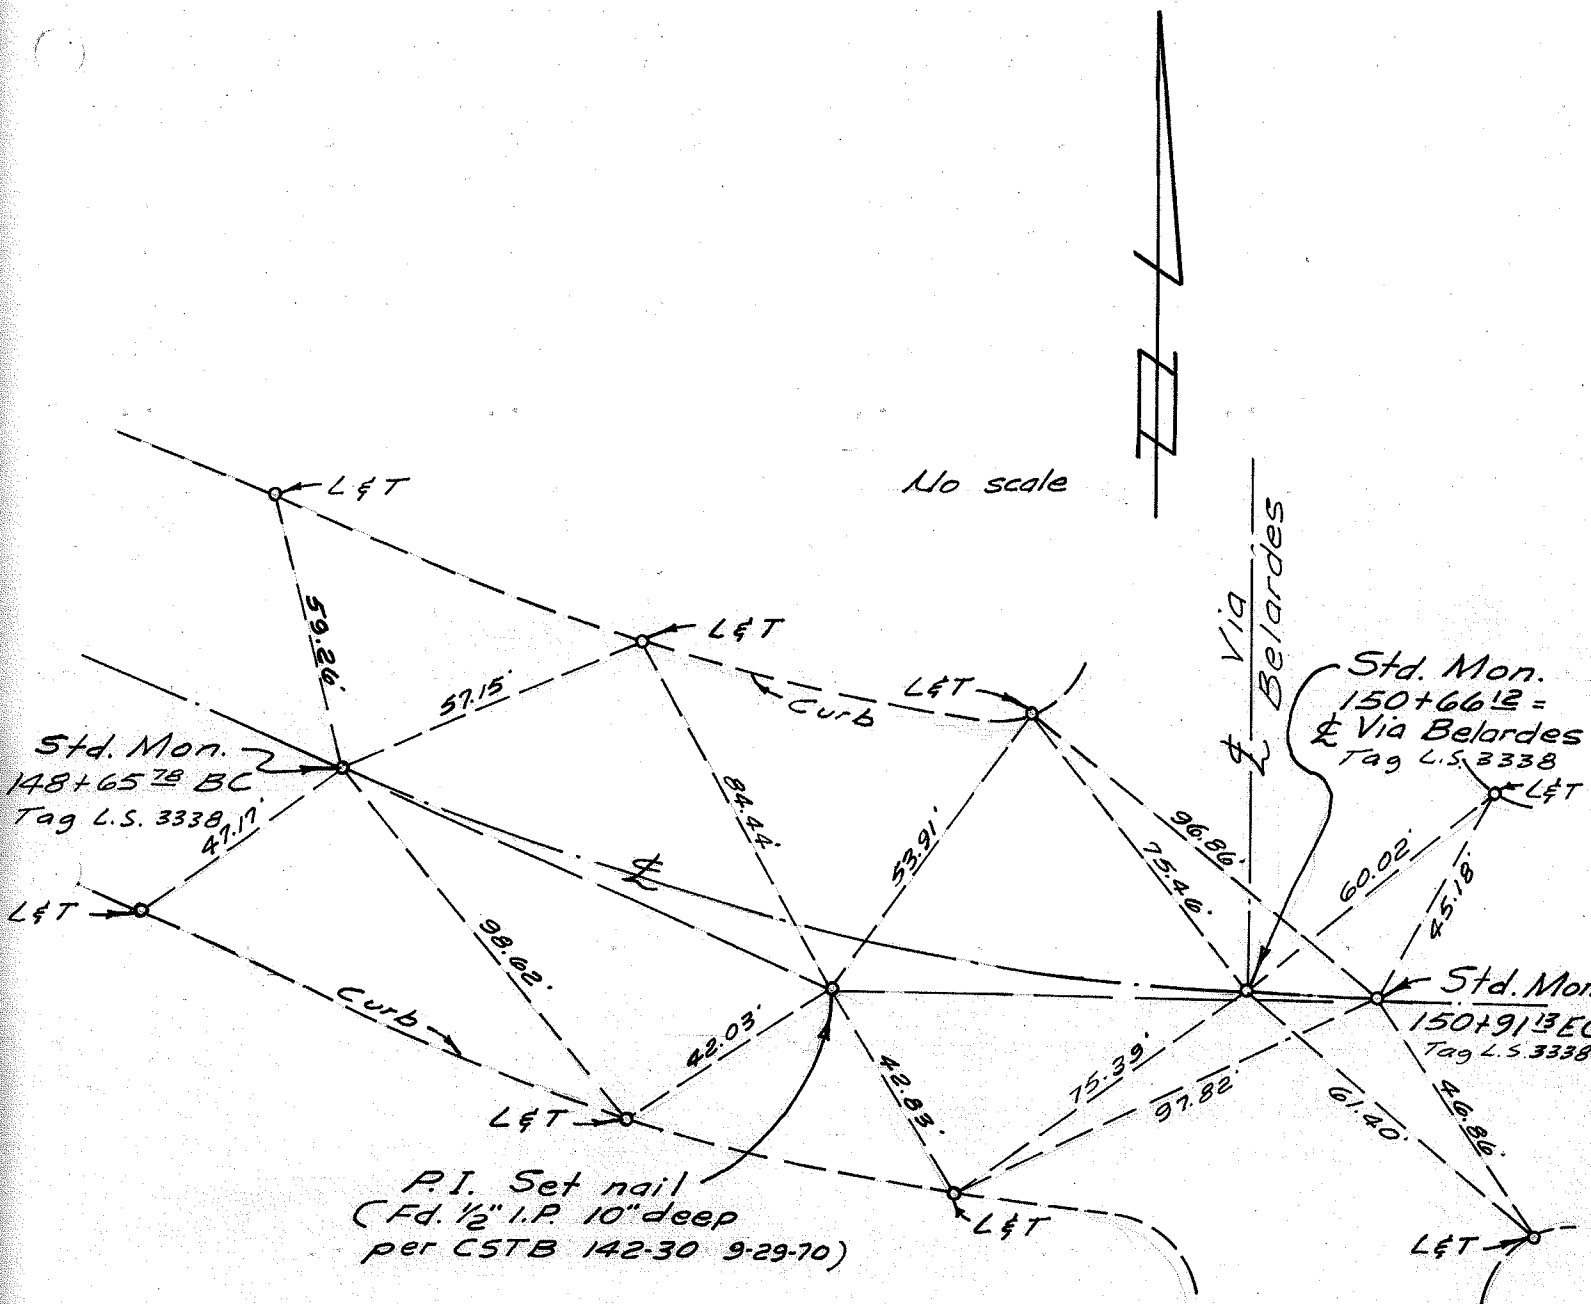 No scale
L & T
59.26'
L & T
57.15'
Curb
L & T
℄ Via
Belardes
Std. Mon.
150+66 12 =
℄ Via Belardes
Tag L.S. 3338
L & T
Std. Mon.
148+65 78 BC
Tag L.S. 3338
47.17'
L & T
98.62'
84.44'
℄
53.91'
75.46'
96.86'
60.02'
45.18'
Std. Mon
150+91 13 EC
Tag L.S. 3338
Curb
42.03'
42.83'
75.39'
97.82'
61.40'
46.86'
L & T
P.I. Set nail
(Fd. 1/2" I.P. 10" deep
per CSTB 142-30 9-29-70)
L & T
L & T